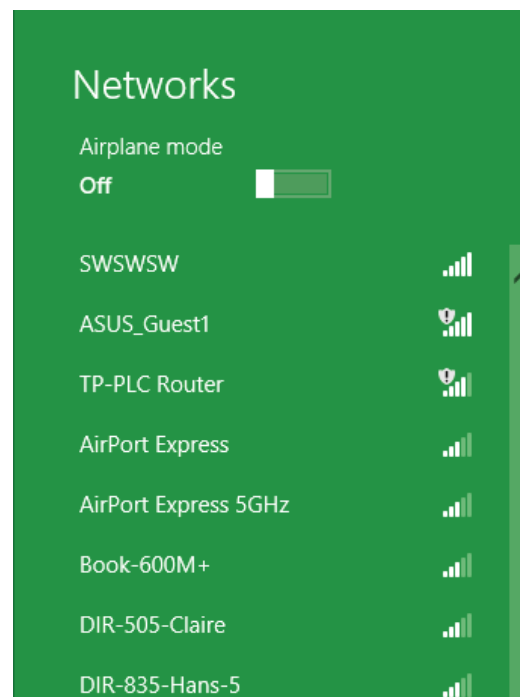 Networks
Airplane mode
Off
SWSWSW
ASUS_Guest1
TP-PLC Router
AirPort Express
AirPort Express 5GHz
Book-600M+
DIR-505-Claire
DIR-835-Hans-5